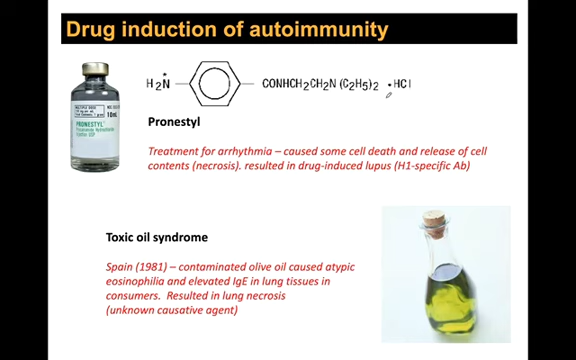 Drug induction of autoimmunity
H₂N* CONHCH₂CH₂N (C₂H₅)₂ •HCl
10mL
PRONESTYL
Pronestyl
Treatment for arrhythmia – caused some cell death and release of cell
contents (necrosis). resulted in drug-induced lupus (H1-specific Ab)
Toxic oil syndrome
Spain (1981) – contaminated olive oil caused atypic
eosinophilia and elevated IgE in lung tissues in
consumers. Resulted in lung necrosis
(unknown causative agent)